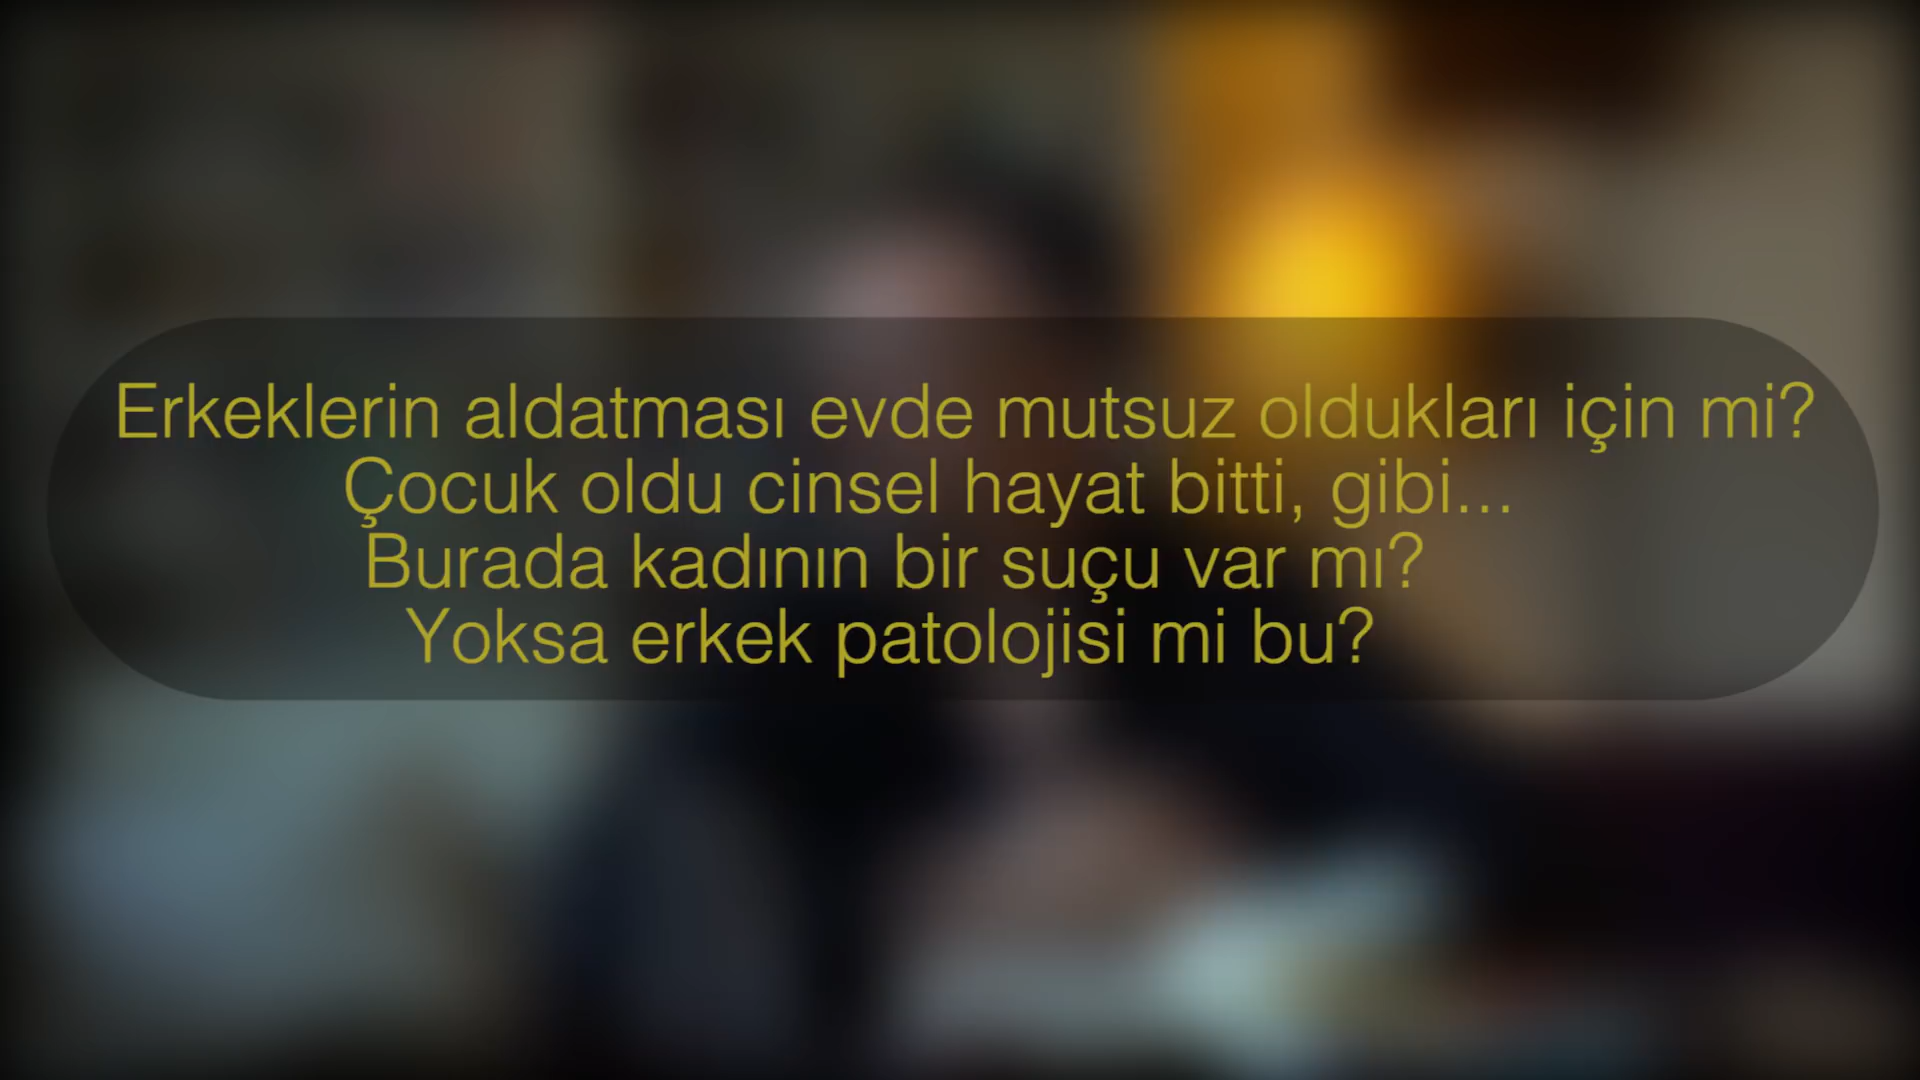 Erkeklerin aldatması evde mutsuz oldukları için mi?
Çocuk oldu cinsel hayat bitti, gibi...
Burada kadının bir suçu var mı?
Yoksa erkek patolojisi mi bu?